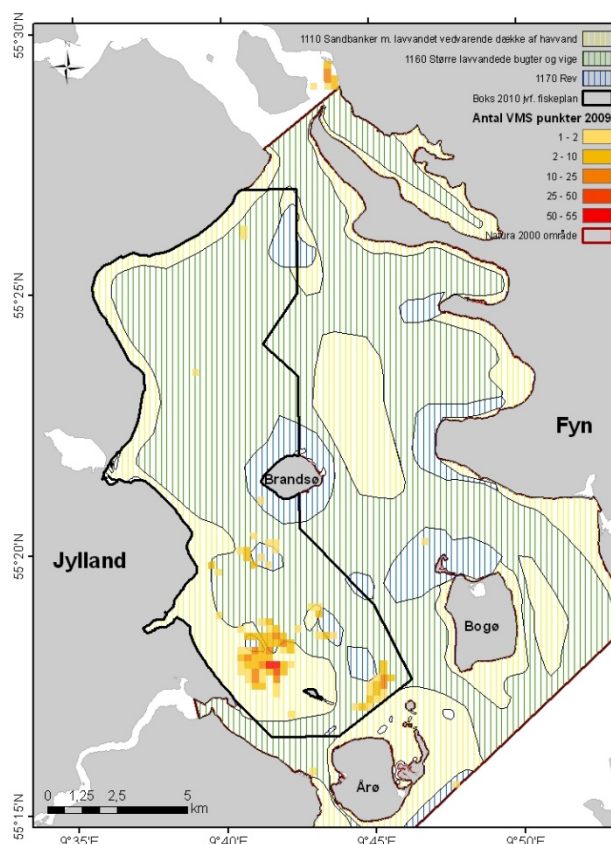 1110 Sandbanker m. lavvandet vedvarende dække af havvand
1160 Større lavvandede bugter og vige
1170 Rev
Boks 2010 jvf. fiskeplan
Antal VMS punkter 2009
1 - 2
2 - 10
10 - 25
25 - 50
50 - 55
Natura 2000 område
55°30'N
55°25'N
55°20'N
55°15'N
Fyn
Brandsø
Jylland
Bogø
Årø
0 1,25 2,5 5
km
9°35'E
9°40'E
9°45'E
9°50'E